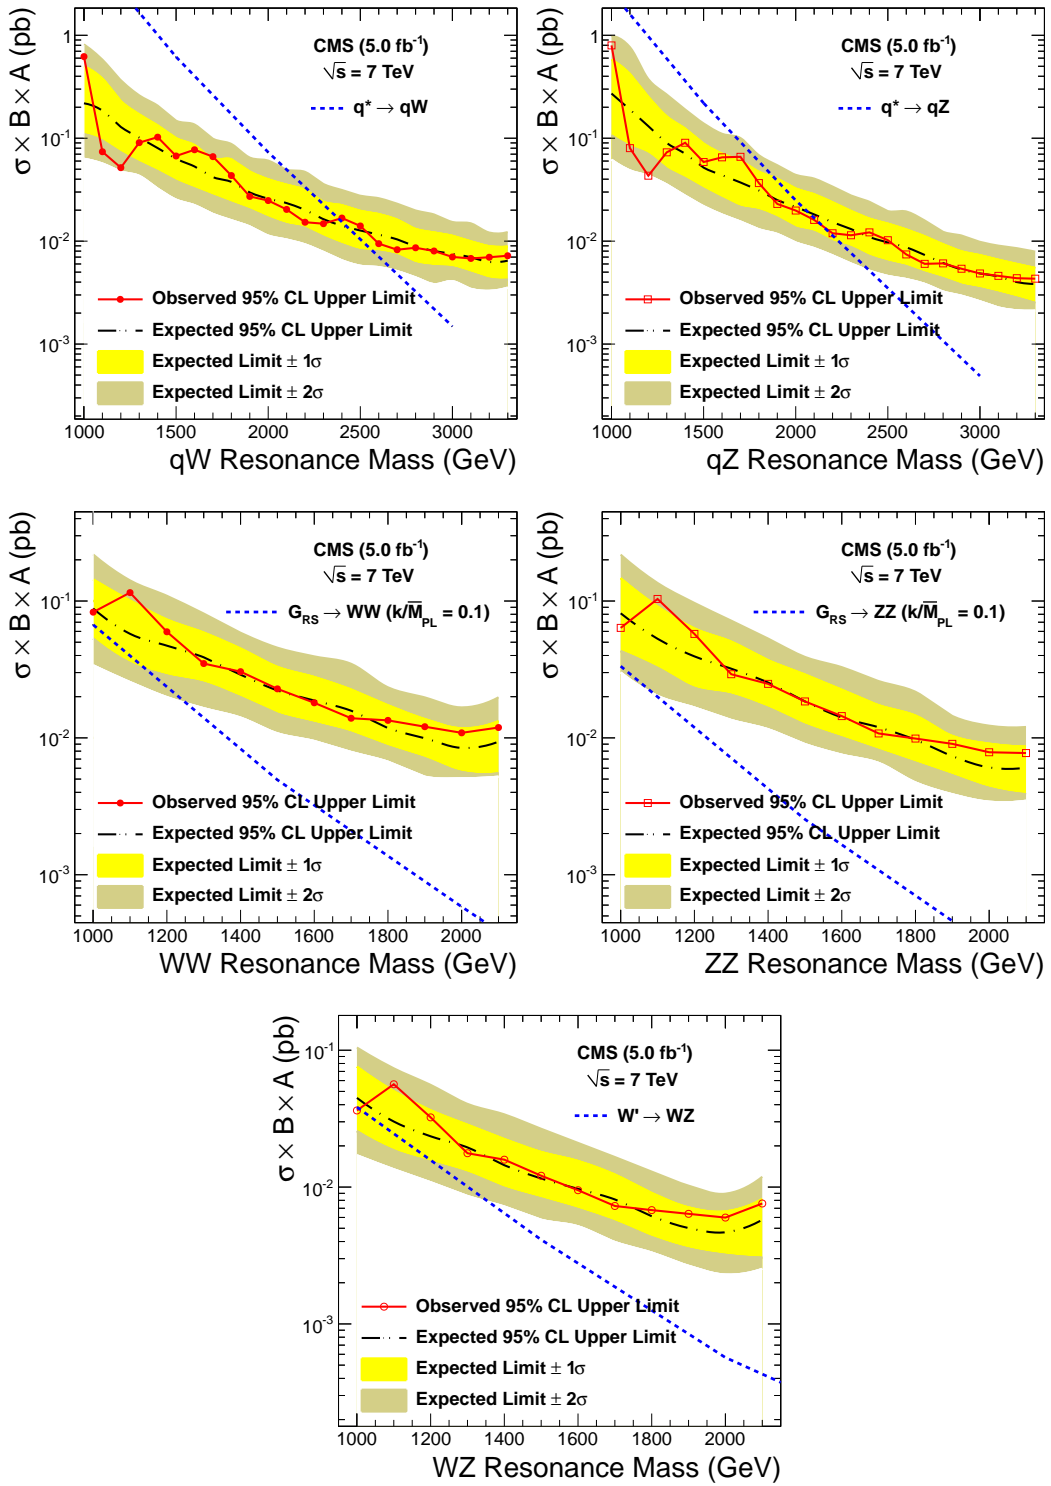 σ × B × A (pb)
1
10-1
10-2
10-3
CMS (5.0 fb-1)
√s = 7 TeV
q* → qW
Observed 95% CL Upper Limit
Expected 95% CL Upper Limit
Expected Limit ± 1σ
Expected Limit ± 2σ
1000 1500 2000 2500 3000
qW Resonance Mass (GeV)
σ × B × A (pb)
1
10-1
10-2
10-3
CMS (5.0 fb-1)
√s = 7 TeV
q* → qZ
Observed 95% CL Upper Limit
Expected 95% CL Upper Limit
Expected Limit ± 1σ
Expected Limit ± 2σ
1000 1500 2000 2500 3000
qZ Resonance Mass (GeV)
σ × B × A (pb)
10-1
10-2
10-3
CMS (5.0 fb-1)
√s = 7 TeV
GRS → WW (k/M̅PL = 0.1)
Observed 95% CL Upper Limit
Expected 95% CL Upper Limit
Expected Limit ± 1σ
Expected Limit ± 2σ
1000 1200 1400 1600 1800 2000
WW Resonance Mass (GeV)
σ × B × A (pb)
10-1
10-2
10-3
CMS (5.0 fb-1)
√s = 7 TeV
GRS → ZZ (k/M̅PL = 0.1)
Observed 95% CL Upper Limit
Expected 95% CL Upper Limit
Expected Limit ± 1σ
Expected Limit ± 2σ
1000 1200 1400 1600 1800 2000
ZZ Resonance Mass (GeV)
σ × B × A (pb)
10-1
10-2
10-3
CMS (5.0 fb-1)
√s = 7 TeV
W' → WZ
Observed 95% CL Upper Limit
Expected 95% CL Upper Limit
Expected Limit ± 1σ
Expected Limit ± 2σ
1000 1200 1400 1600 1800 2000
WZ Resonance Mass (GeV)